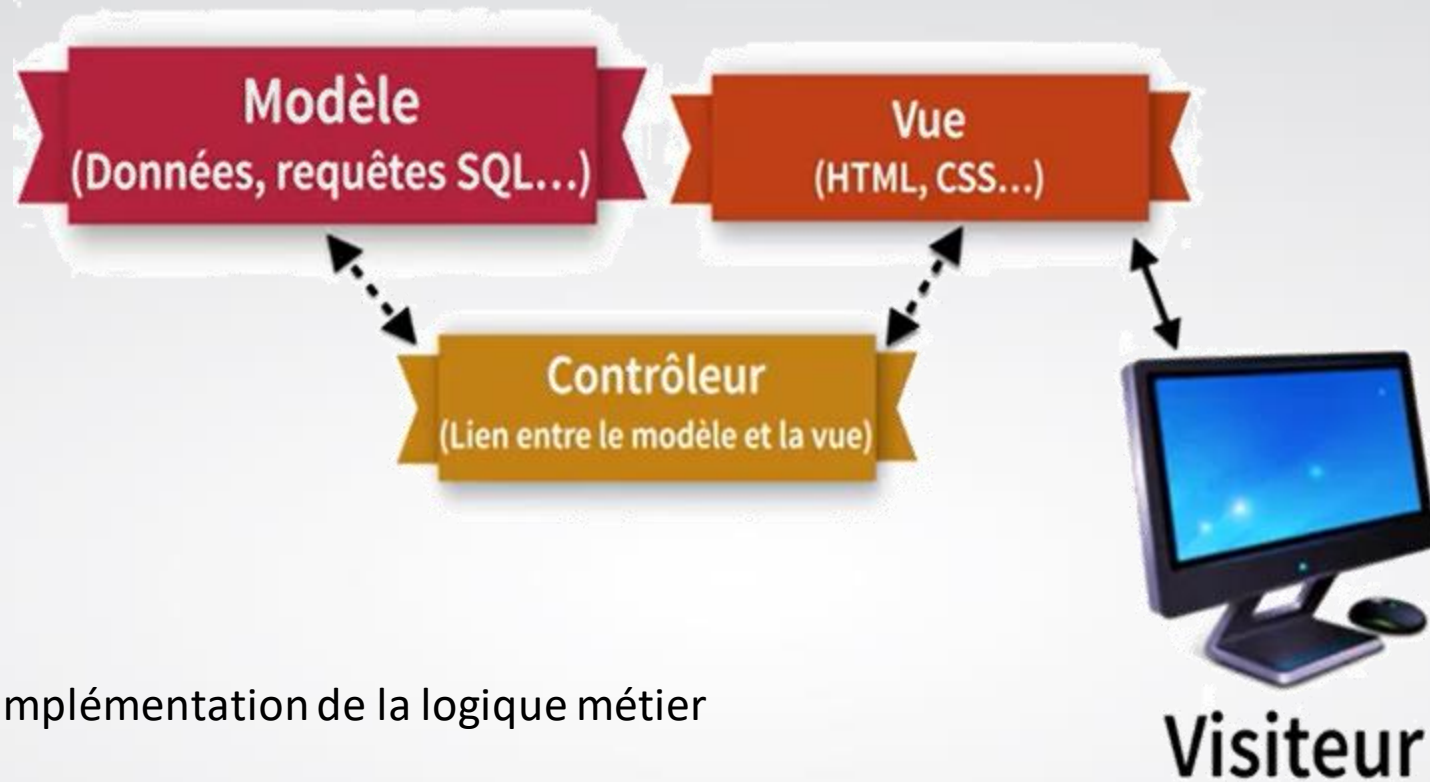 Modèle
(Données, requêtes SQL...)
Vue
(HTML, CSS...)
Contrôleur
(Lien entre le modèle et la vue)
mplémentation de la logique métier
Visiteur